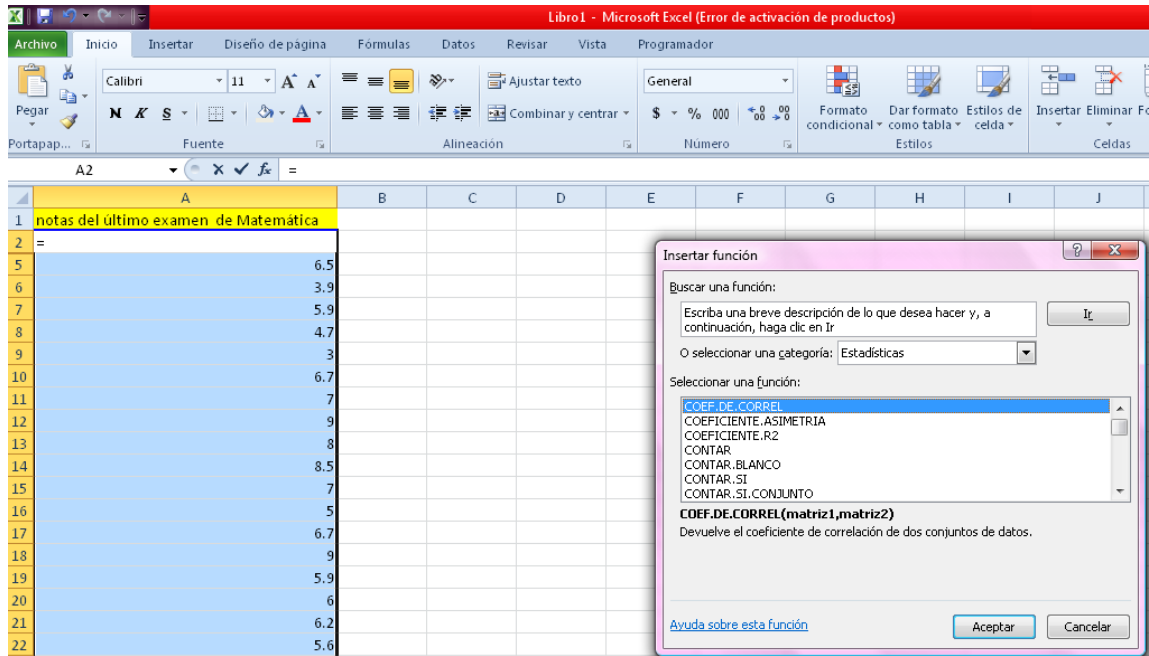 Libro1 - Microsoft Excel (Error de activación de productos)
Archivo Inicio Insertar Diseño de página Fórmulas Datos Revisar Vista Programador
Pegar
Calibri 11 A A
N K S A
Ajustar texto
Combinar y centrar
General
$ % 000
Formato condicional
Dar formato como tabla
Estilos de celda
Insertar Eliminar Fo
Portapap... Fuente Alineación Número Estilos Celdas
A2 fx =
A B C D E F G H I J
1 notas del último examen de Matemática
2 =
5 6.5
6 3.9
7 5.9
8 4.7
9 3
10 6.7
11 7
12 9
13 8
14 8.5
15 7
16 5
17 6.7
18 9
19 5.9
20 6
21 6.2
22 5.6
Insertar función
Buscar una función:
Escriba una breve descripción de lo que desea hacer y, a
continuación, haga clic en Ir
Ir
O seleccionar una categoría: Estadísticas
Seleccionar una función:
COEF.DE.CORREL
COEFICIENTE.ASIMETRIA
COEFICIENTE.R2
CONTAR
CONTAR.BLANCO
CONTAR.SI
CONTAR.SI.CONJUNTO
COEF.DE.CORREL(matriz1,matriz2)
Devuelve el coeficiente de correlación de dos conjuntos de datos.
Ayuda sobre esta función
Aceptar Cancelar